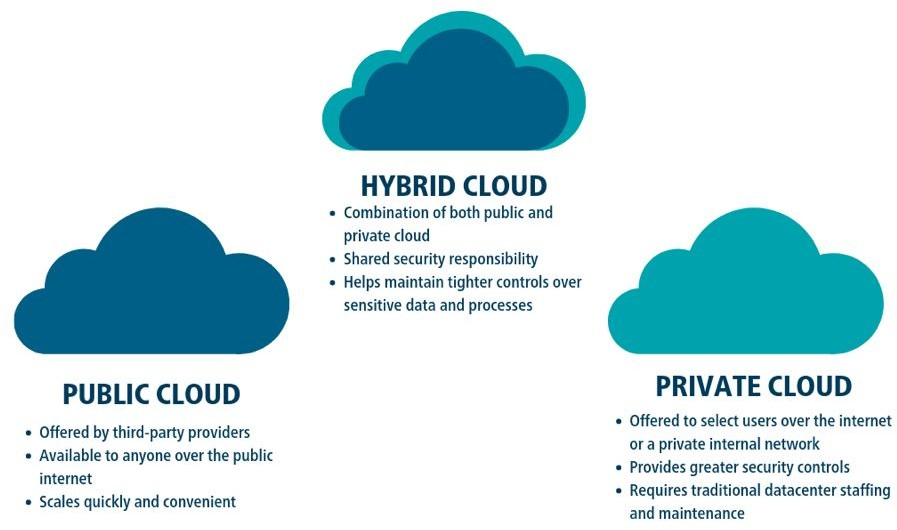 HYBRID CLOUD
• Combination of both public and
private cloud
• Shared security responsibility
• Helps maintain tighter controls over
sensitive data and processes
PUBLIC CLOUD
• Offered by third-party providers
• Available to anyone over the public
internet
• Scales quickly and convenient
PRIVATE CLOUD
• Offered to select users over the internet
or a private internal network
• Provides greater security controls
• Requires traditional datacenter staffing
and maintenance